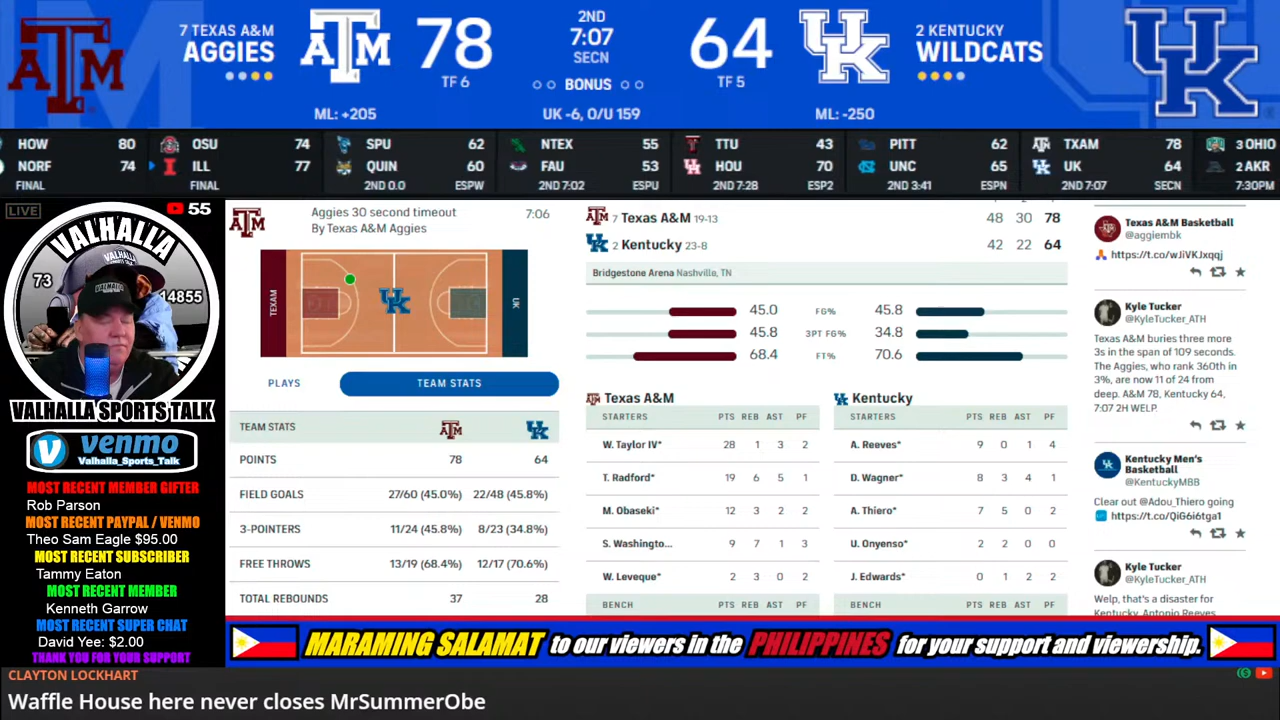 7 TEXAS A&M
AGGIES
ATM
78
TF 6
ML: +205
2ND
7:07
SECN
BONUS
UK -6, O/U 159
64
TF 5
ML: -250
UK
2 KENTUCKY
WILDCATS
HOW 80
NORF 74
FINAL
OSU 74
ILL 77
FINAL
SPU 62
QUIN 60
2ND 0.0 ESPW
NTEX 55
FAU 53
2ND 7:02 ESPU
TTU 43
HOU 70
2ND 7:28 ESP2
PITT 62
UNC 65
2ND 3:41 ESPN
TXAM 78
UK 64
2ND 7:07 SECN
3 OHIO
2 AKR
7:30PM
LIVE
55
VALHALLA
73
14855
VALHALLA SPORTS TALK
venmo
Valhalla_Sports_Talk
MOST RECENT MEMBER GIFTER
Rob Parson
MOST RECENT PAYPAL / VENMO
Theo Sam Eagle $95.00
MOST RECENT SUBSCRIBER
Tammy Eaton
MOST RECENT MEMBER
Kenneth Garrow
MOST RECENT SUPER CHAT
David Yee: $2.00
THANK YOU FOR YOUR SUPPORT
Aggies 30 second timeout 7:06
By Texas A&M Aggies
TEXAM
UK
PLAYS TEAM STATS
TEAM STATS
POINTS 78 64
FIELD GOALS 27/60 (45.0%) 22/48 (45.8%)
3-POINTERS 11/24 (45.8%) 8/23 (34.8%)
FREE THROWS 13/19 (68.4%) 12/17 (70.6%)
TOTAL REBOUNDS 37 28
7 Texas A&M 19-13 48 30 78
2 Kentucky 23-8 42 22 64
Bridgestone Arena Nashville, TN
45.0 FG% 45.8
45.8 3PT FG% 34.8
68.4 FT% 70.6
Texas A&M
STARTERS PTS REB AST PF
W. Taylor IV* 28 1 3 2
T. Radford* 19 6 5 1
M. Obaseki* 12 3 2 2
S. Washingto... 9 7 1 3
W. Leveque* 2 3 0 2
BENCH PTS REB AST PF
Kentucky
STARTERS PTS REB AST PF
A. Reeves* 9 0 1 4
D. Wagner* 8 3 4 1
A. Thiero* 7 5 0 2
U. Onyenso* 2 2 0 0
J. Edwards* 0 1 2 2
BENCH PTS REB AST PF
Texas A&M Basketball
@aggiembk
https://t.co/wJiVKJxqqj
Kyle Tucker
@KyleTucker_ATH
Texas A&M buries three more
3s in the span of 109 seconds.
The Aggies, who rank 360th in
3%, are now 11 of 24 from
deep. A&M 78, Kentucky 64,
7:07 2H WELP.
Kentucky Men's
Basketball
@KentuckyMBB
Clear out @Adou_Thiero going
https://t.co/QiG6i6tga1
Kyle Tucker
@KyleTucker_ATH
Welp, that's a disaster for
Kentucky. Antonio Reeves
MARAMING SALAMAT to our viewers in the PHILIPPINES for your support and viewership.
CLAYTON LOCKHART
Waffle House here never closes MrSummerObe